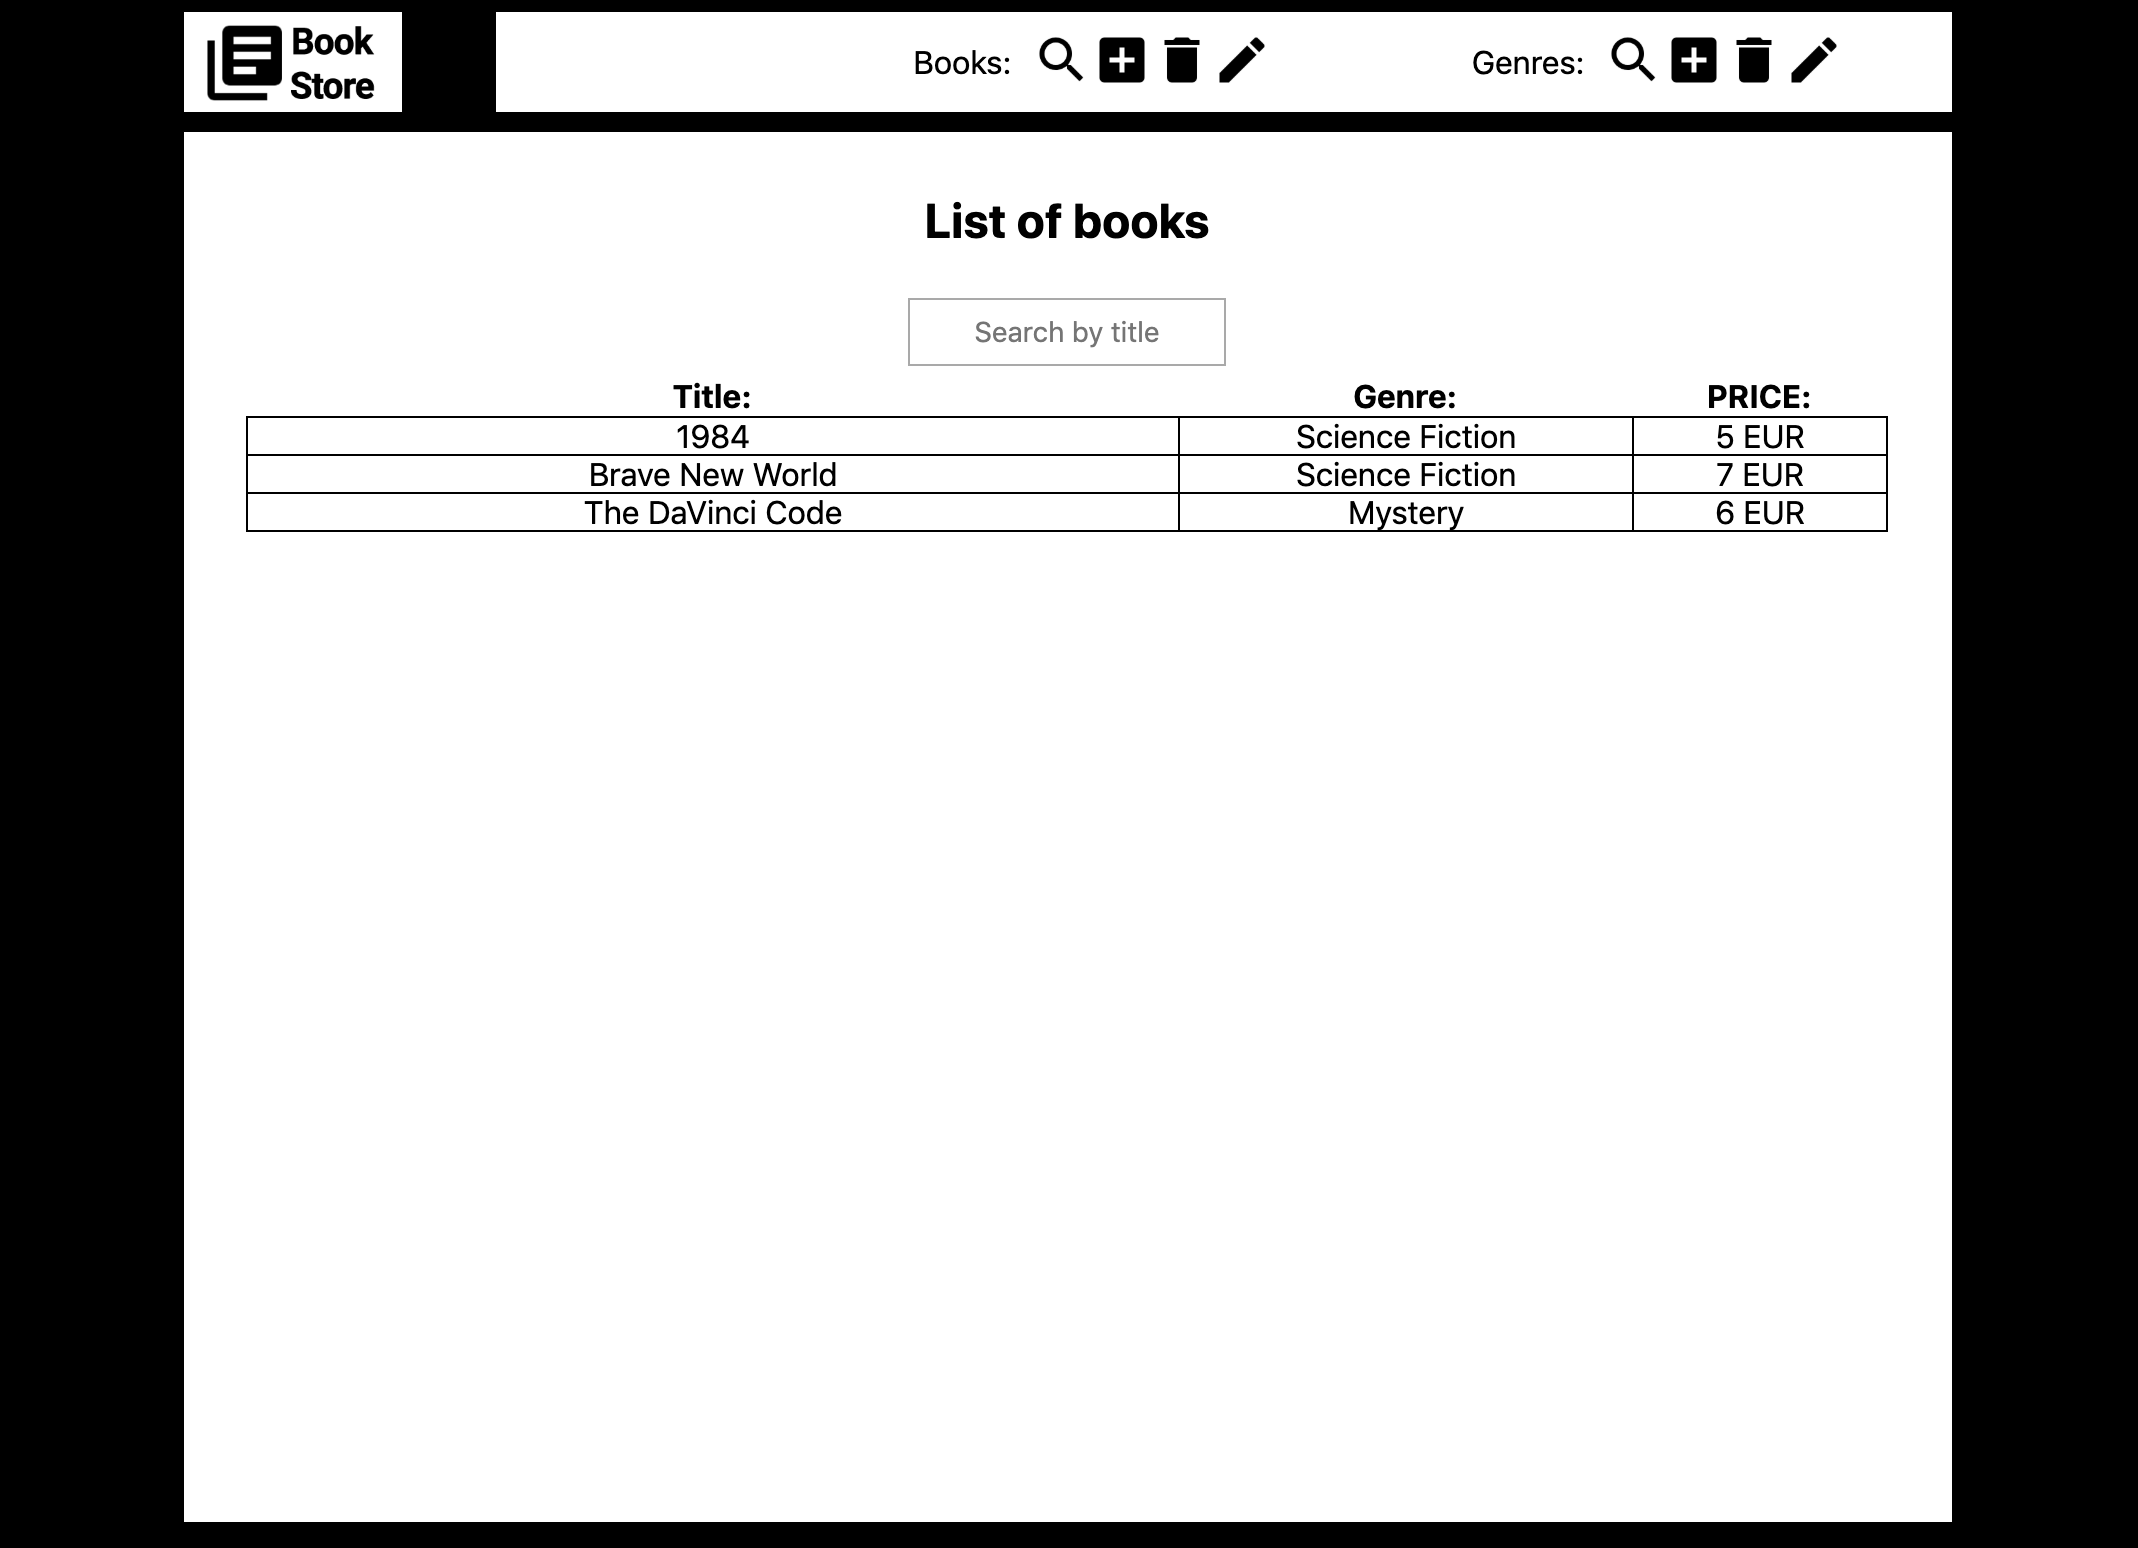 Book
Store
Books:
Genres:
List of books
Search by title
Title: Genre: PRICE:
1984 Science Fiction 5 EUR
Brave New World Science Fiction 7 EUR
The DaVinci Code Mystery 6 EUR